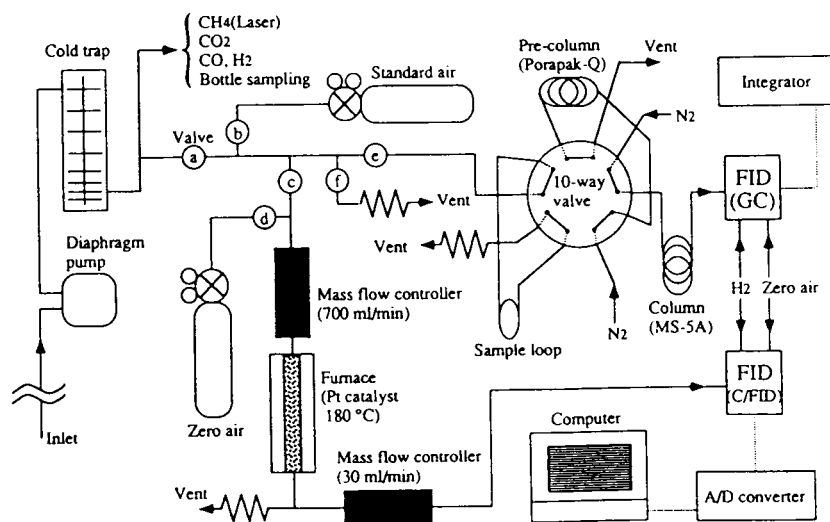 Cold trap
CH4(Laser)
CO2
CO, H2
Bottle sampling
Standard air
Pre-column
(Porapak-Q)
Vent
Integrator
Valve
a
b
c
d
e
f
N2
10-way
valve
FID
(GC)
Vent
Vent
Diaphragm
pump
Mass flow controller
(700 ml/min)
Sample loop
N2
Column
(MS-5A)
H2
Zero air
Furnace
(Pt catalyst
180 °C)
Zero air
FID
(C/FID)
Inlet
Computer
Mass flow controller
(30 ml/min)
Vent
A/D converter